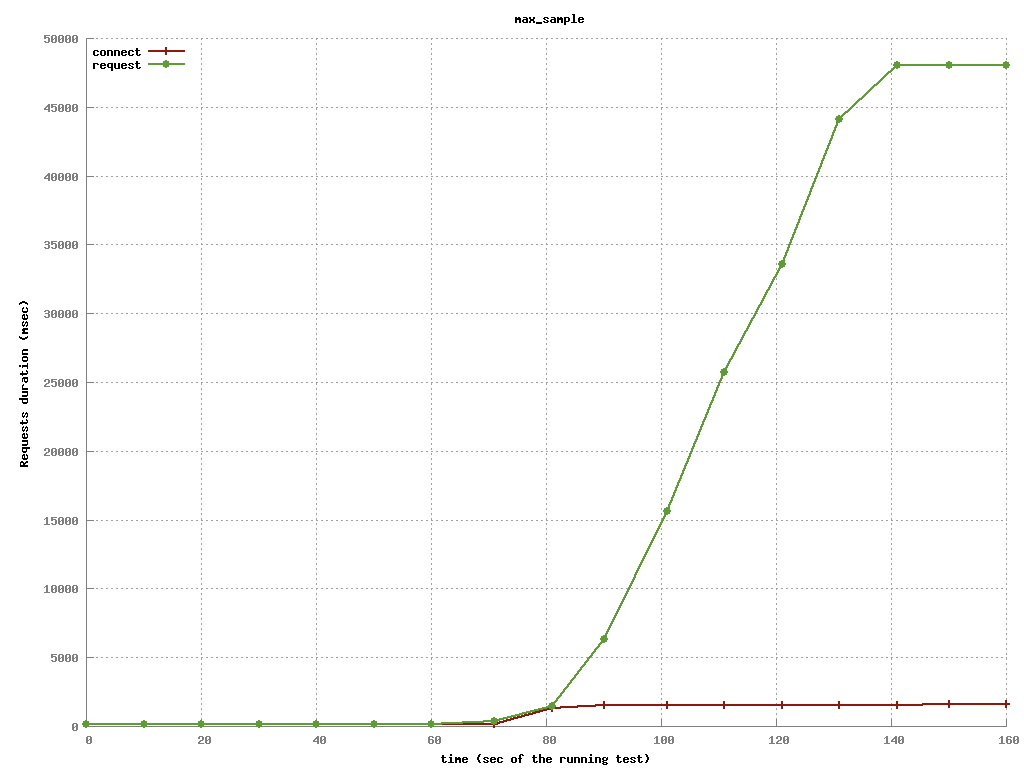 max_sample
connect
request
50000
45000
40000
35000
30000
25000
20000
15000
10000
5000
0
Requests duration (msec)
0 20 40 60 80 100 120 140 160
time (sec of the running test)